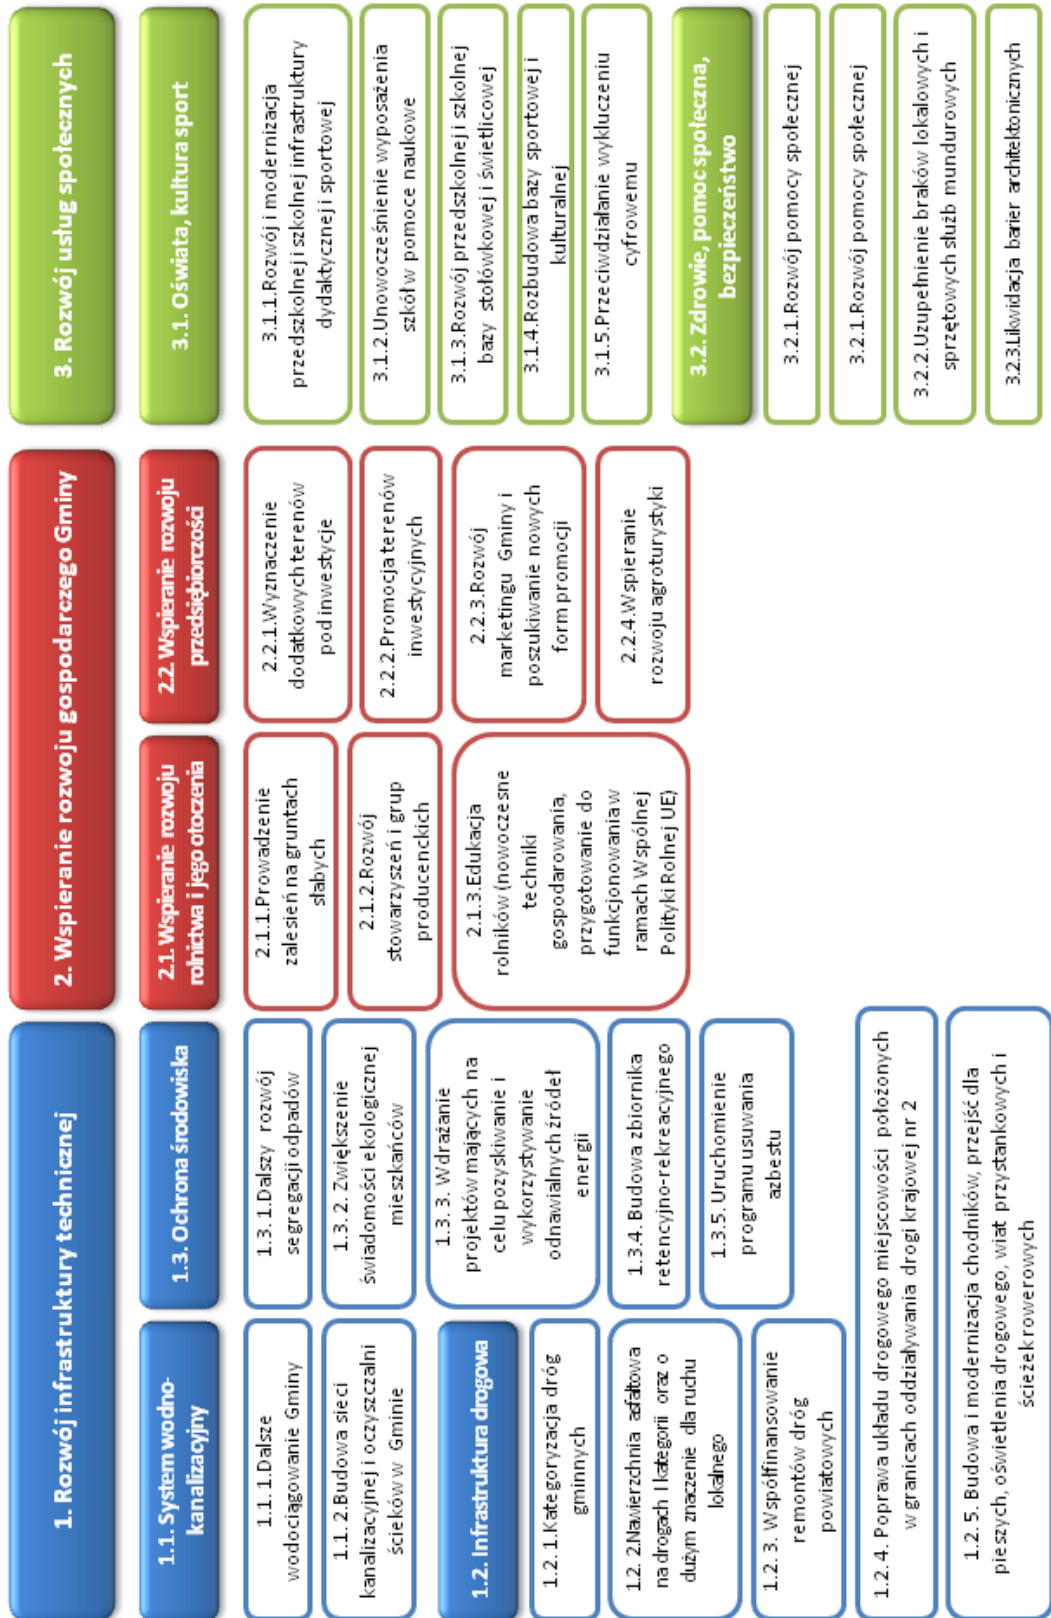 1. Rozwój infrastruktury technicznej
1.1. System wodno-
kanalizacyjny
1.1. 1.Dalsze
wodociągowanie Gminy
1.1. 2.Budowa sieci
kanalizacyjnej i oczyszczalni
ścieków w Gminie
1.2. Infrastruktura drogowa
1.2. 1.Kategoryzacja dróg
gminnych
1.2. 2.Nawierzchnia asfaltowa
na drogach I kategorii oraz o
dużym znaczenie dla ruchu
lokalnego
1.2. 3. Współfinansowanie
remontów dróg
powiatowych
1.2. 4. Poprawa układu drogowego miejscowości położonych
w granicach oddziaływania drogi krajowej nr 2
1.2. 5. Budowa i modernizacja chodników, przejść dla
pieszych, oświetlenia drogowego, wiat przystankowych i
ścieżek rowerowych
1.3. Ochrona środowiska
1.3. 1.Dalszy rozwój
segregacji odpadów
1.3. 2. Zwiększenie
świadomości ekologicznej
mieszkańców
1.3. 3. Wdrażanie
projektów mających na
celu pozyskiwanie i
wykorzystywanie
odnawialnych źródeł
energii
1.3.4. Budowa zbiornika
retencyjno-rekreacyjnego
1.3.5. Uruchomienie
programu usuwania
azbestu
2. Wspieranie rozwoju gospodarczego Gminy
2.1. Wspieranie rozwoju
rolnictwa i jego otoczenia
2.1.1.Prowadzenie
zalesień na gruntach
słabych
2.1.2.Rozwój
stowarzyszeń i grup
producenckich
2.1.3.Edukacja
rolników (nowoczesne
techniki
gospodarowania,
przygotowanie do
funkcjonowania w
ramach Wspólnej
Polityki Rolnej UE)
2.2. Wspieranie rozwoju
przedsiębiorczości
2.2.1.Wyznaczenie
dodatkowych terenów
pod inwestycje
2.2.2.Promocja terenów
inwestycyjnych
2.2.3.Rozwój
marketingu Gminy i
poszukiwanie nowych
form promocji
2.2.4.Wspieranie
rozwoju agroturystyki
3. Rozwój usług społecznych
3.1. Oświata, kultura sport
3.1.1.Rozwój i modernizacja
przedszkolnej i szkolnej infrastruktury
dydaktycznej i sportowej
3.1.2.Unowocześnienie wyposażenia
szkół w pomoce naukowe
3.1.3.Rozwój przedszkolnej i szkolnej
bazy stołówkowej i świetlicowej
3.1.4.Rozbudowa bazy sportowej i
kulturalnej
3.1.5.Przeciwdziałanie wykluczeniu
cyfrowemu
3.2. Zdrowie, pomoc społeczna,
bezpieczeństwo
3.2.1.Rozwój pomocy społecznej
3.2.1.Rozwój pomocy społecznej
3.2.2.Uzupełnienie braków lokalowych i
sprzętowych służb mundurowych
3.2.3.Likwidacja barier architektonicznych